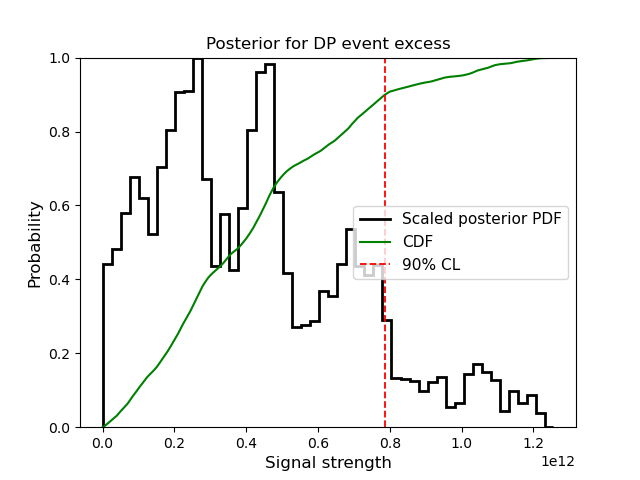 Posterior for DP event excess
1.0
0.8
0.6
0.4
0.2
0.0
Probability
Scaled posterior PDF
CDF
90% CL
0.0 0.2 0.4 0.6 0.8 1.0 1.2
1e12
Signal strength